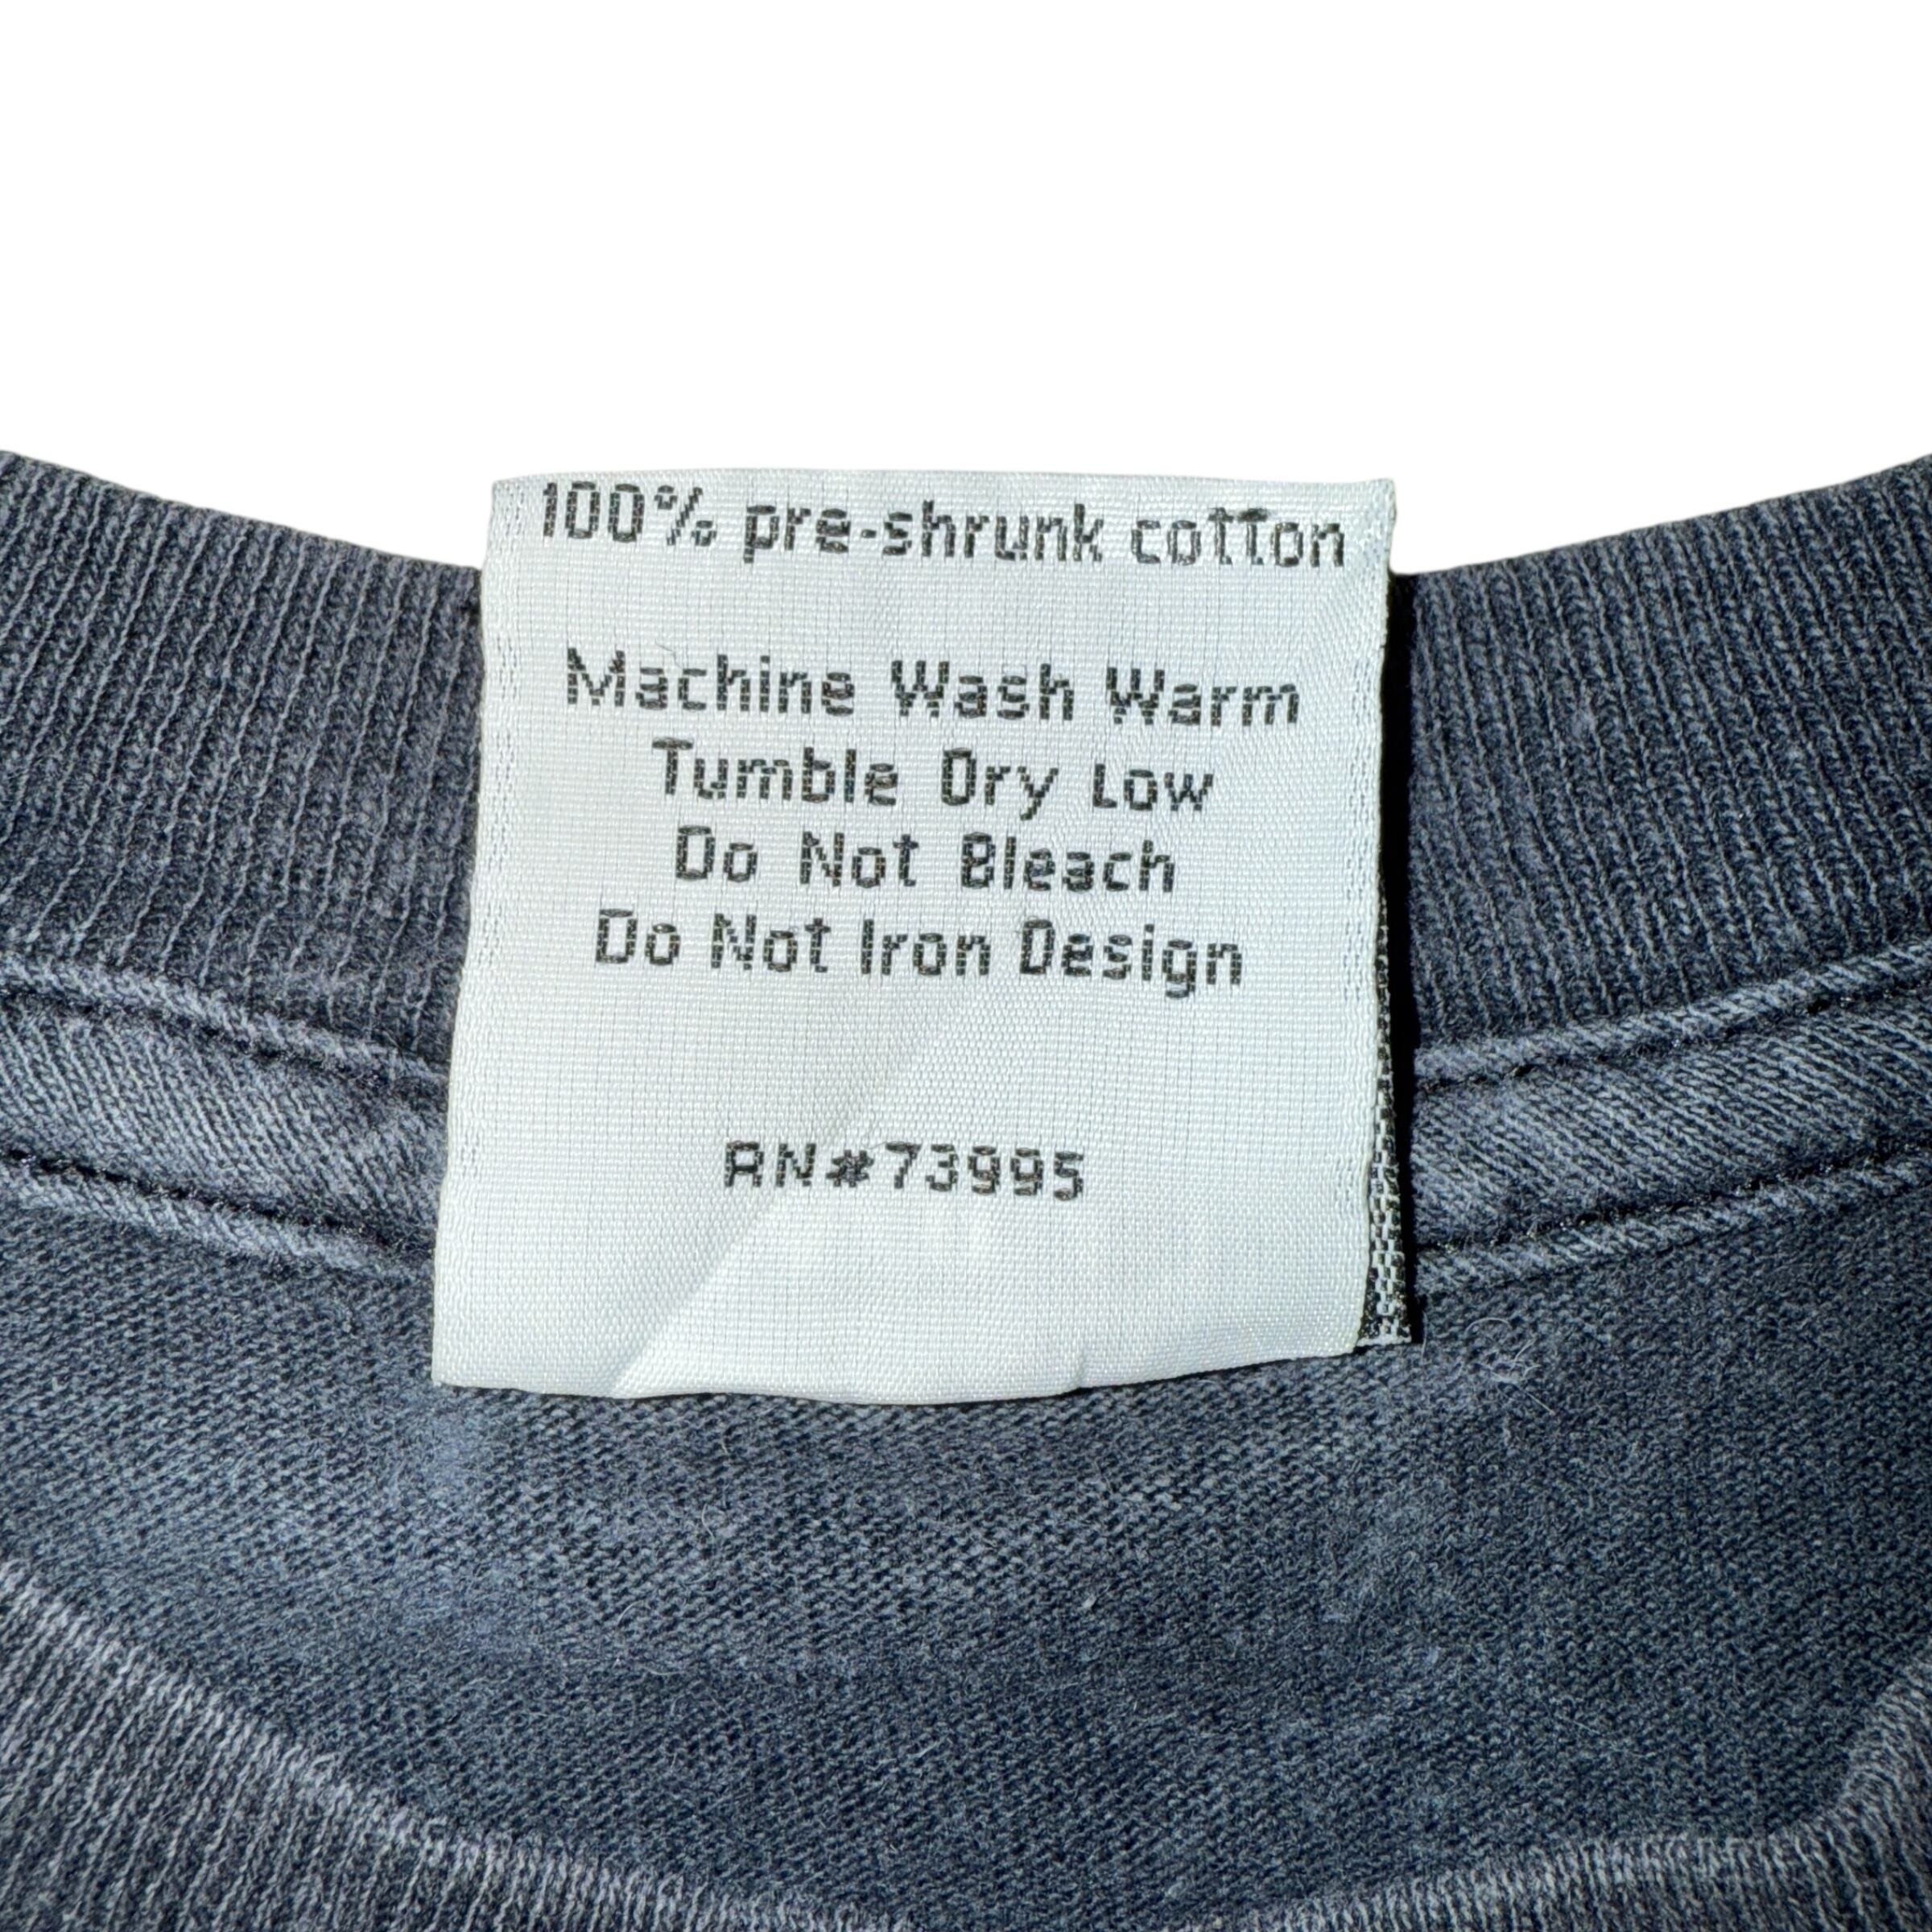 100% pre-shrunk cotton
Machine Wash Warm
Tumble Dry Low
Do Not Bleach
Do Not Iron Design
RN#73995